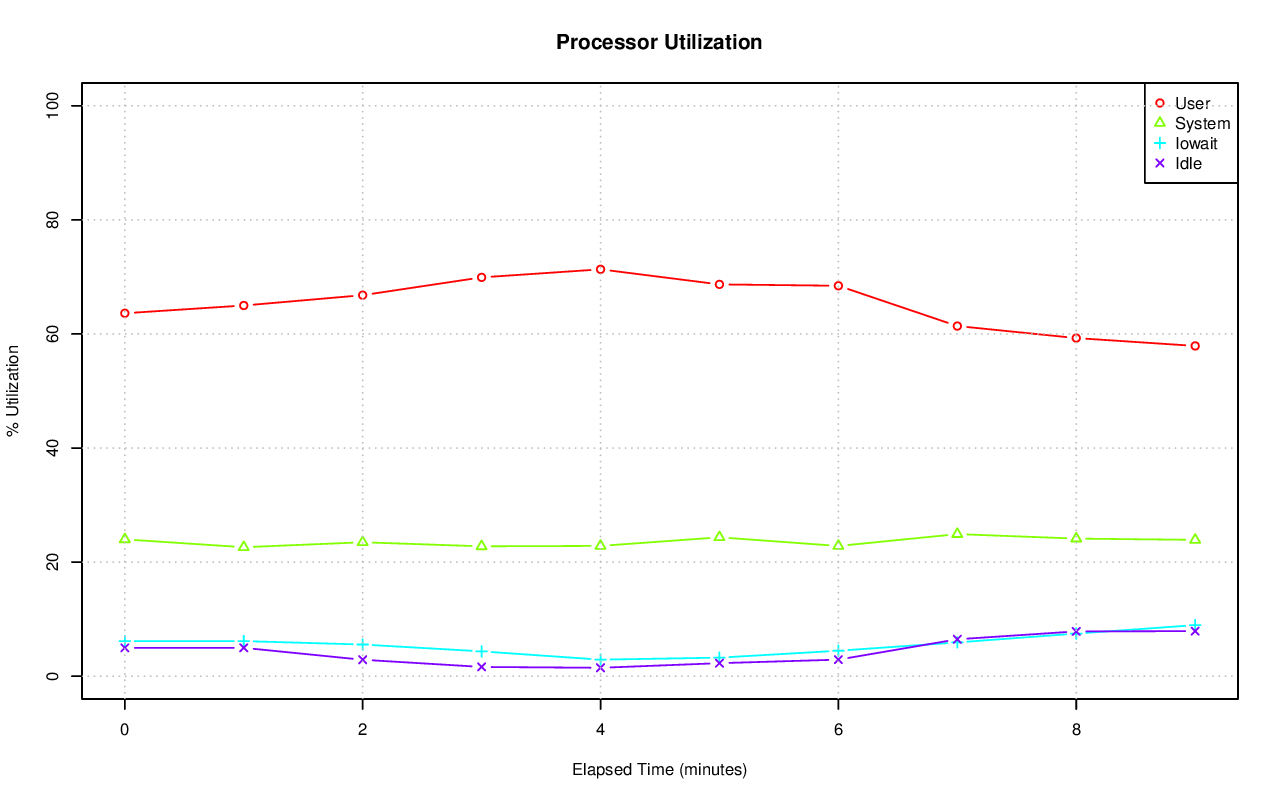 Processor Utilization
User
System
Iowait
Idle
% Utilization
100
80
60
40
20
0
0 2 4 6 8
Elapsed Time (minutes)